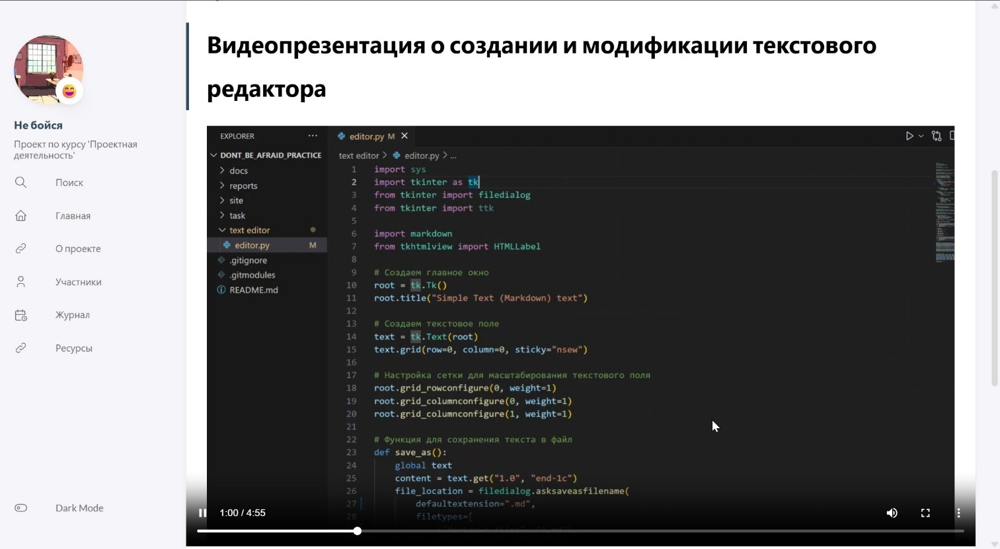 Не бойся
Проект по курсу 'Проектная
деятельность'
Поиск
Главная
О проекте
Участники
Журнал
Ресурсы
Dark Mode
Видеопрезентация о создании и модификации текстового
редактора
EXPLORER ...
DONT_BE_AFRAID_PRACTICE
docs
reports
site
task
text editor
editor.py M
.gitignore
.gitmodules
README.md
editor.py M
text editor > editor.py > ...
1 import sys
2 import tkinter as tk
3 from tkinter import filedialog
4 from tkinter import ttk
5
6 import markdown
7 from tkhtmlview import HTMLLabel
8
9 # Создаем главное окно
10 root = tk.Tk()
11 root.title("Simple Text (Markdown) text")
12
13 # Создаем текстовое поле
14 text = tk.Text(root)
15 text.grid(row=0, column=0, sticky="nsew")
16
17 # Настройка сетки для масштабирования текстового поля
18 root.grid_rowconfigure(0, weight=1)
19 root.grid_columnconfigure(0, weight=1)
20 root.grid_columnconfigure(1, weight=1)
21
22 # Функция для сохранения текста в файл
23 def save_as():
24 global text
25 content = text.get("1.0", "end-1c")
26 file_location = filedialog.asksaveasfilename(
27 defaultextension=".md",
28 filetypes=[
1:00 / 4:55